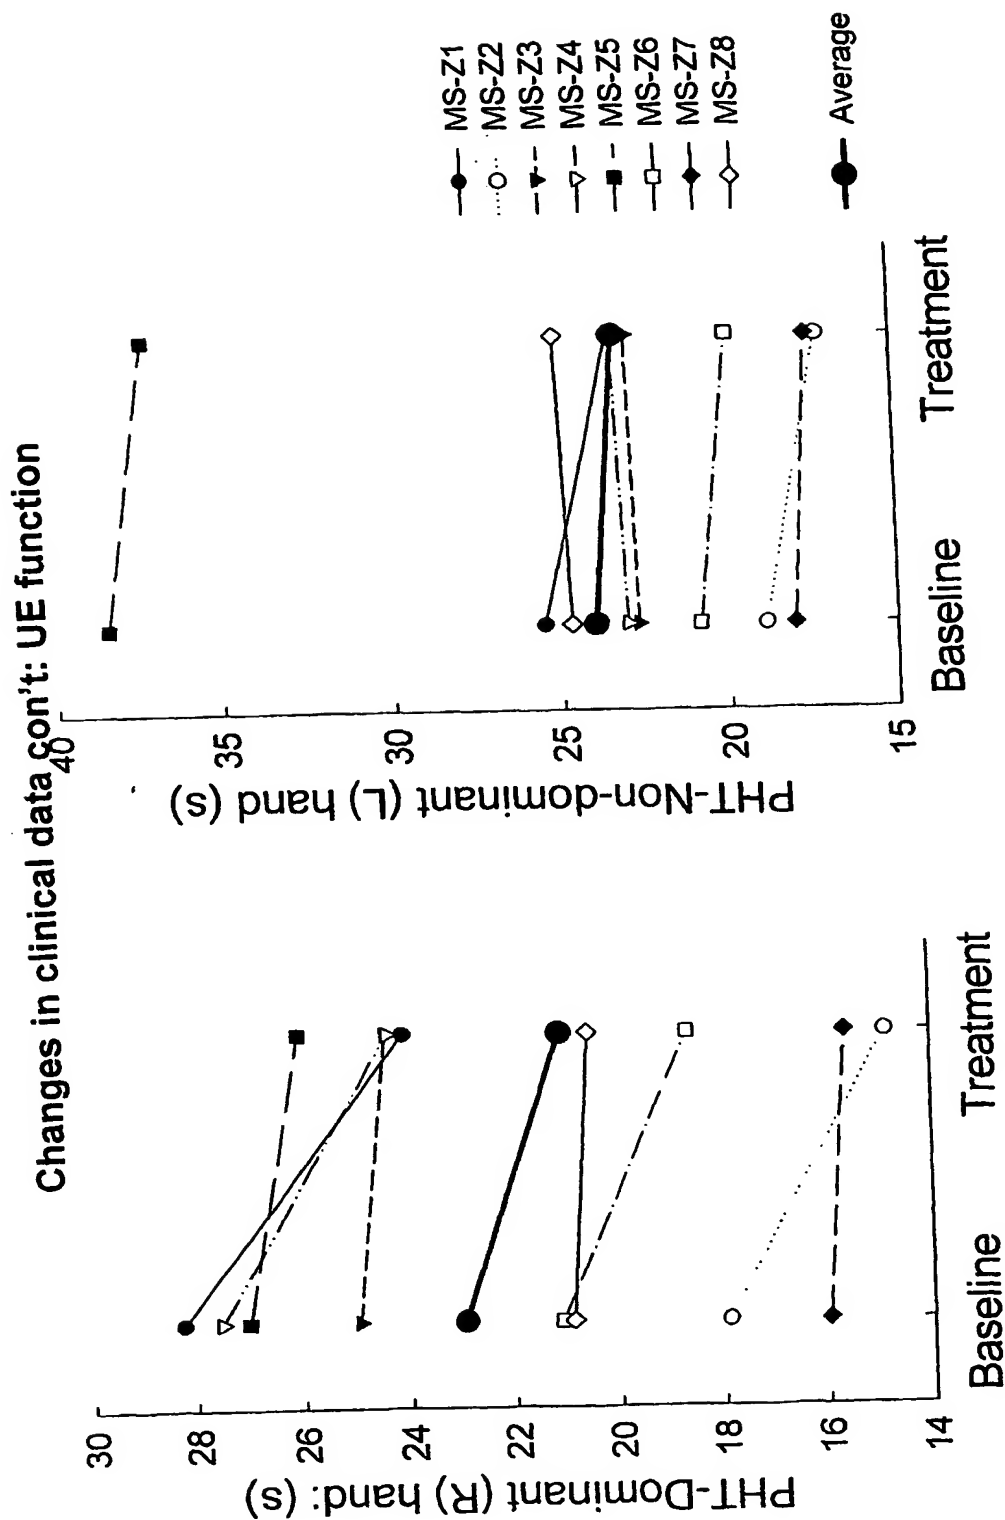 Changes in clinical data con't: UE function
PHT-Dominant (R) hand: (s)
30
28
26
24
22
20
18
16
14
Baseline
Treatment
PHT-Non-dominant (L) hand (s)
40
35
30
25
20
15
Baseline
Treatment
MS-Z1
MS-Z2
MS-Z3
MS-Z4
MS-Z5
MS-Z6
MS-Z7
MS-Z8
Average